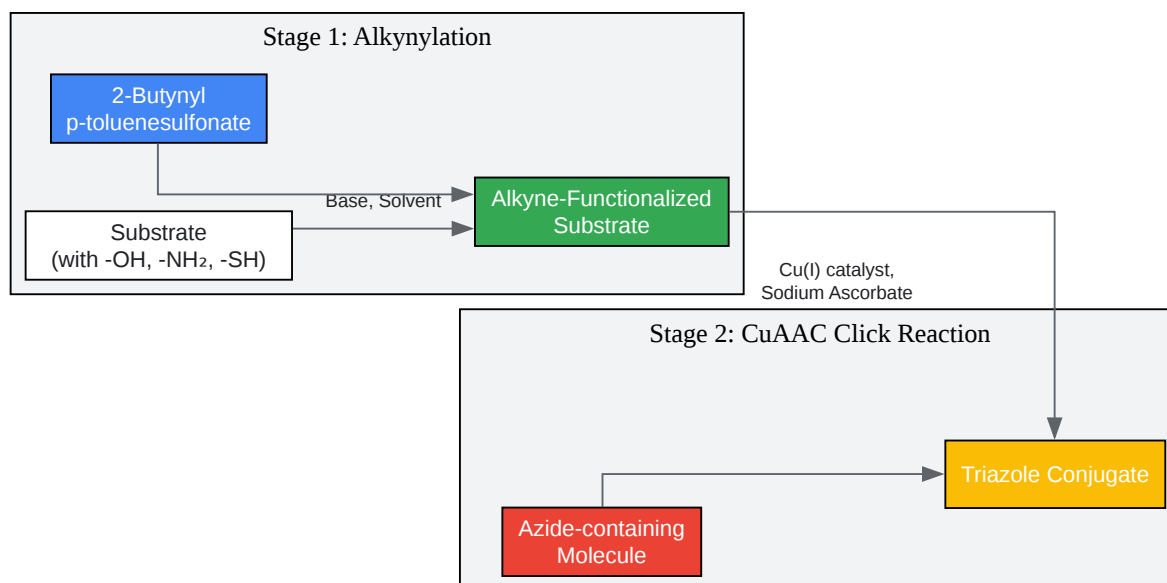 Stage 1: Alkynylation
2-Butynyl
p-toluenesulfonate
Base, Solvent
Alkyne-Functionalized
Substrate
Substrate
(with -OH, -NH₂, -SH)
Cu(I) catalyst,
Sodium Ascorbate
Stage 2: CuAAC Click Reaction
Triazole Conjugate
Azide-containing
Molecule